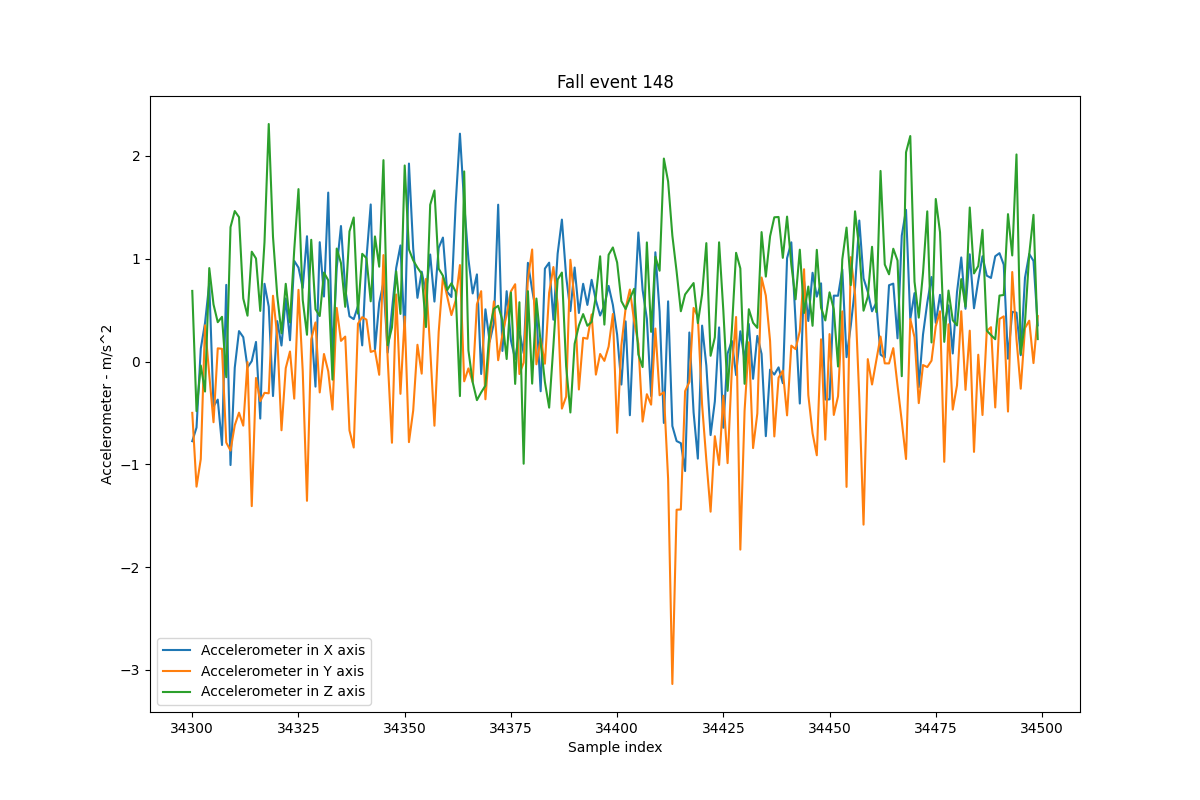 Fall event 148
Accelerometer - m/s^2
2
1
0
−1
−2
−3
Accelerometer in X axis
Accelerometer in Y axis
Accelerometer in Z axis
34300 34325 34350 34375 34400 34425 34450 34475 34500
Sample index